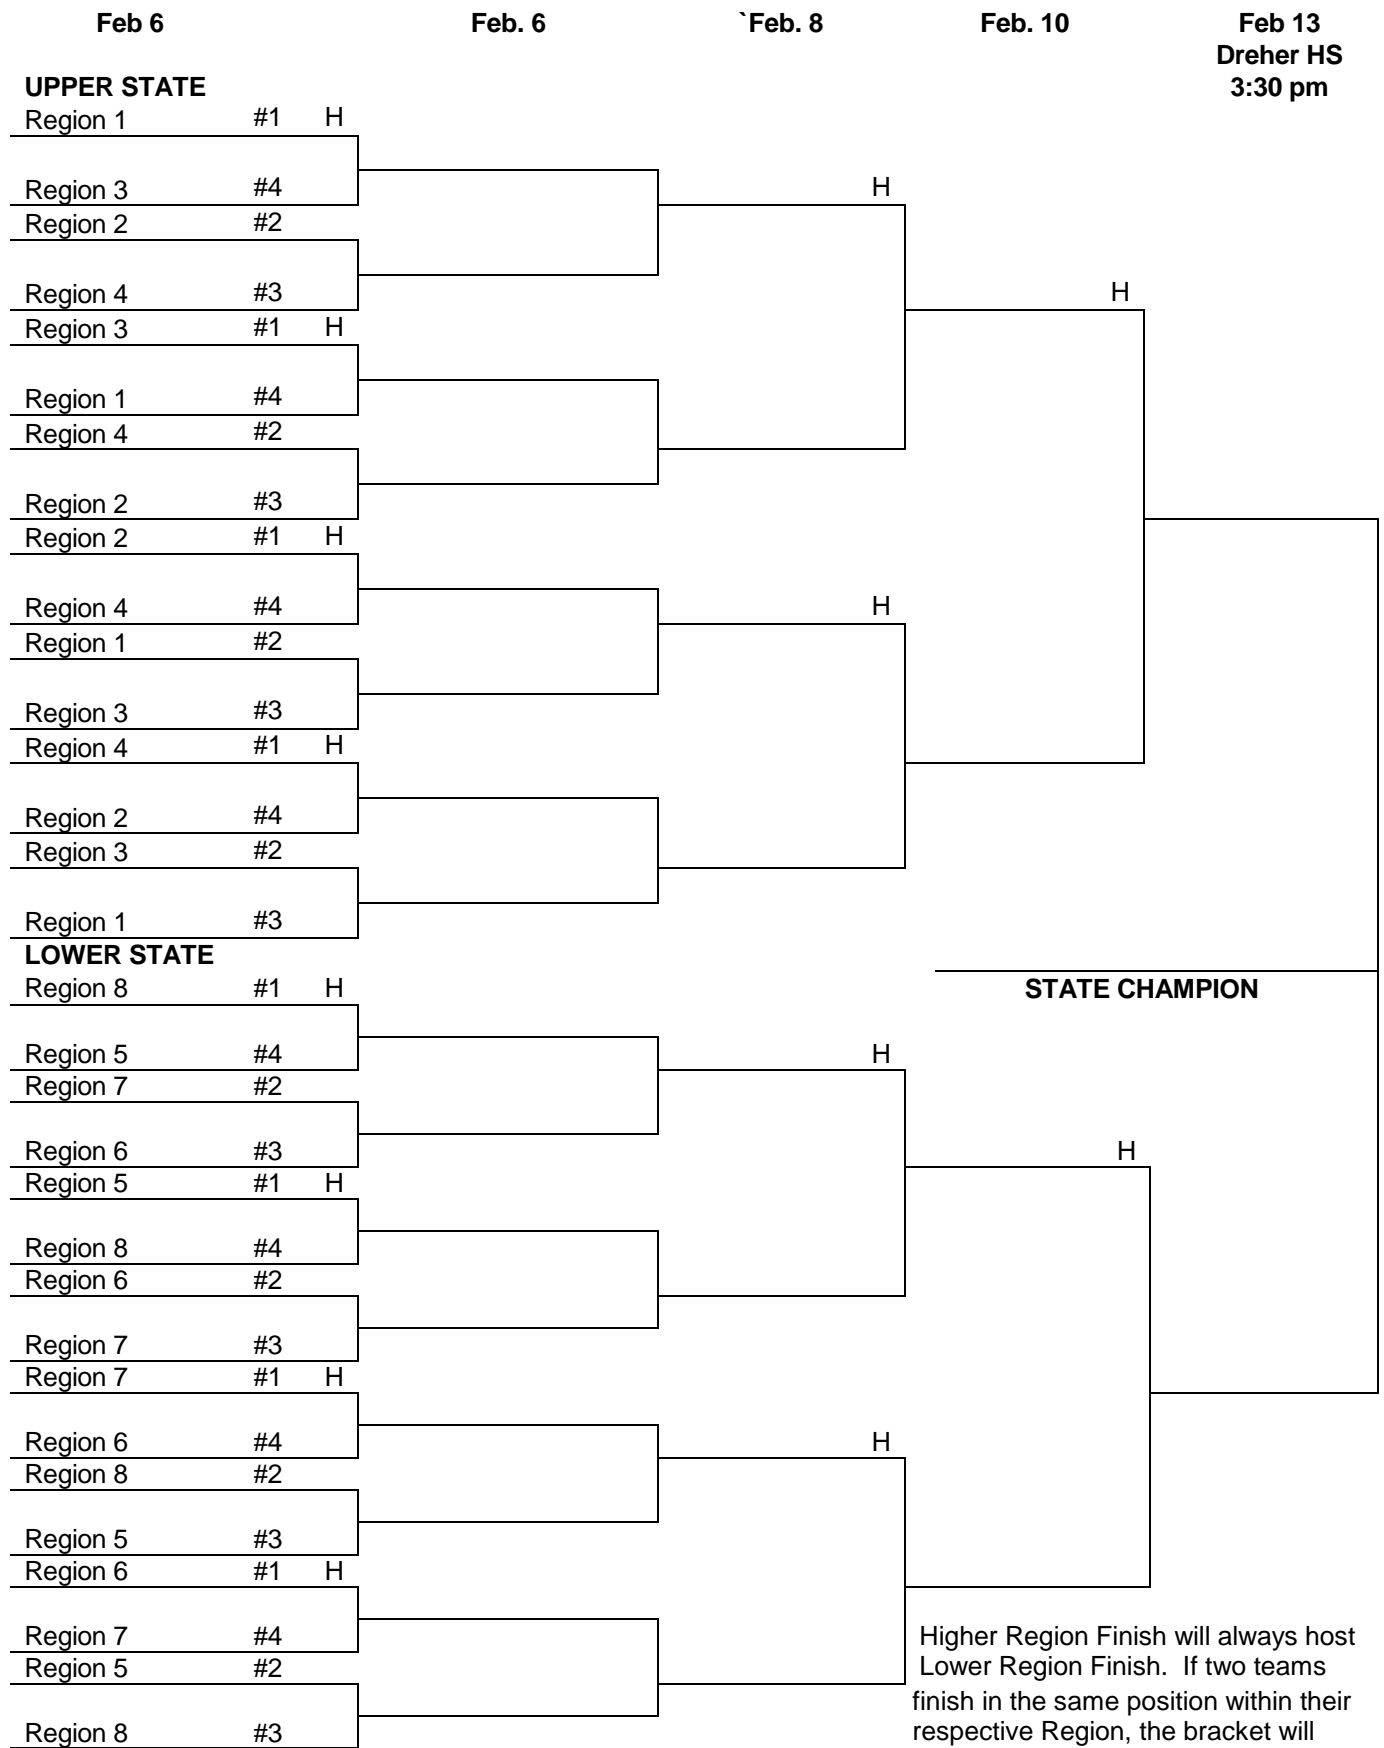 Feb 6 Feb. 6 `Feb. 8 Feb. 10 Feb 13
Dreher HS
UPPER STATE 3:30 pm
Region 1 #1 H
Region 3 #4 H
Region 2 #2
Region 4 #3 H
Region 3 #1 H
Region 1 #4
Region 4 #2
Region 2 #3
Region 2 #1 H
Region 4 #4 H
Region 1 #2
Region 3 #3
Region 4 #1 H
Region 2 #4
Region 3 #2
Region 1 #3
LOWER STATE
Region 8 #1 H STATE CHAMPION
Region 5 #4 H
Region 7 #2
Region 6 #3 H
Region 5 #1 H
Region 8 #4
Region 6 #2
Region 7 #3
Region 7 #1 H
Region 6 #4 H
Region 8 #2
Region 5 #3
Region 6 #1 H
Region 7 #4 Higher Region Finish will always host
Region 5 #2 Lower Region Finish. If two teams
finish in the same position within their
Region 8 #3 respective Region, the bracket will